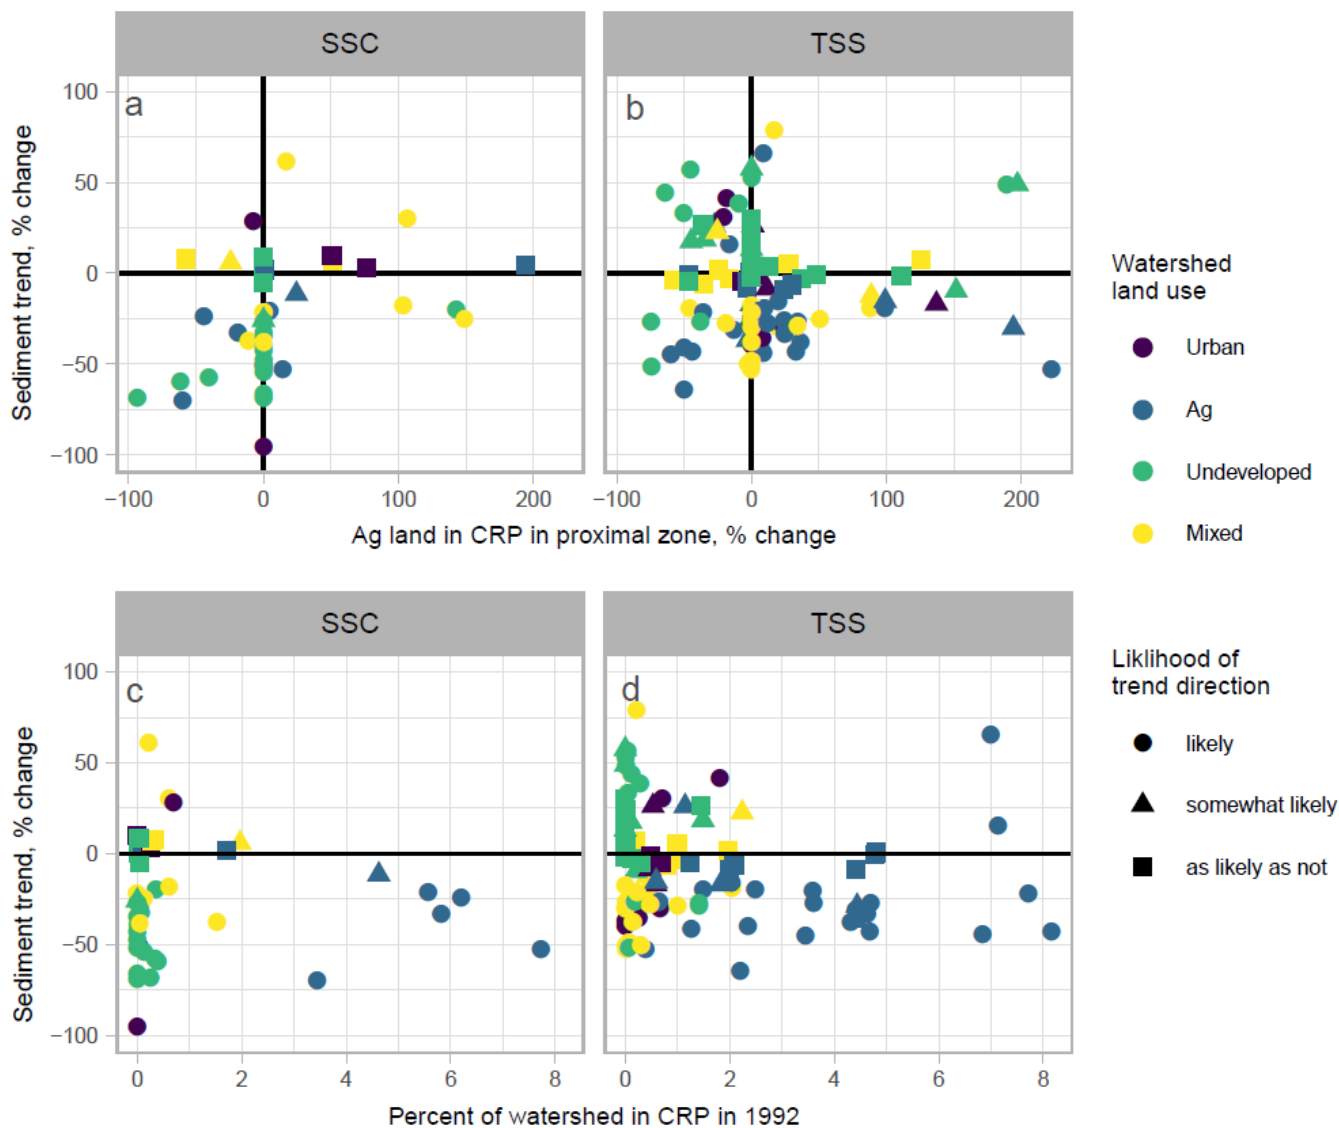 SSC
TSS
Sediment trend, % change
100
50
0
−50
−100
a
b
−100
0
100
200
−100
0
100
200
Ag land in CRP in proximal zone, % change
Watershed
land use
Urban
Ag
Undeveloped
Mixed
SSC
TSS
Sediment trend, % change
100
50
0
−50
−100
c
d
0
2
4
6
8
0
2
4
6
8
Percent of watershed in CRP in 1992
Liklihood of
trend direction
likely
somewhat likely
as likely as not